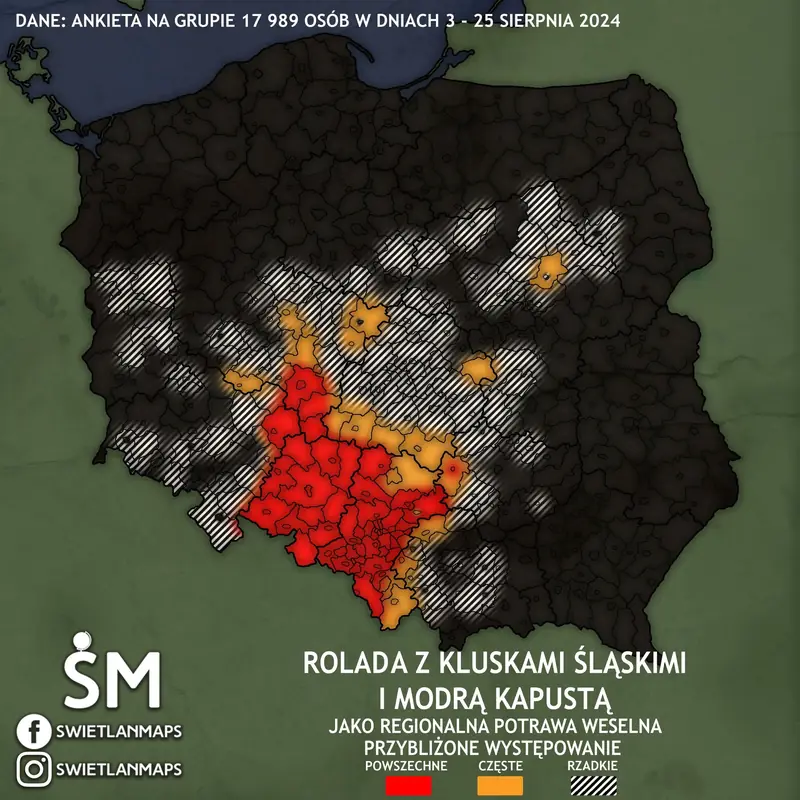 DANE: ANKIETA NA GRUPIE 17 989 OSÓB W DNIACH 3 - 25 SIERPNIA 2024
ŚM
SWIETLANMAPS
SWIETLANMAPS
ROLADA Z KLUSKAMI ŚLĄSKIMI
I MODRĄ KAPUSTĄ
JAKO REGIONALNA POTRAWA WESELNA
PRZYBLIŻONE WYSTĘPOWANIE
POWSZECHNE CZĘSTE RZADKIE